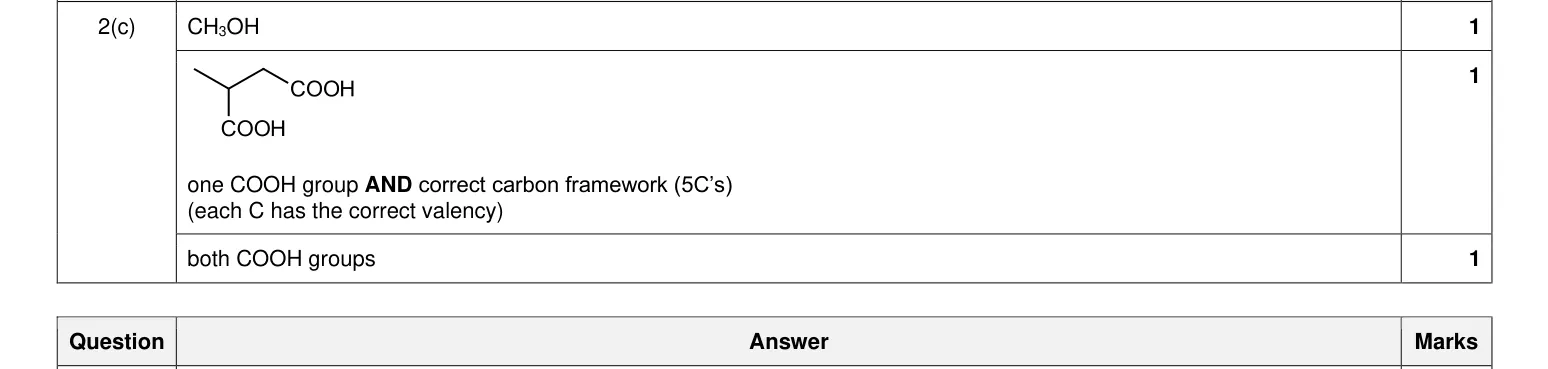 2(c) CH₃OH 1
COOH 1
COOH
one COOH group AND correct carbon framework (5C's)
(each C has the correct valency)
both COOH groups 1
Question Answer Marks